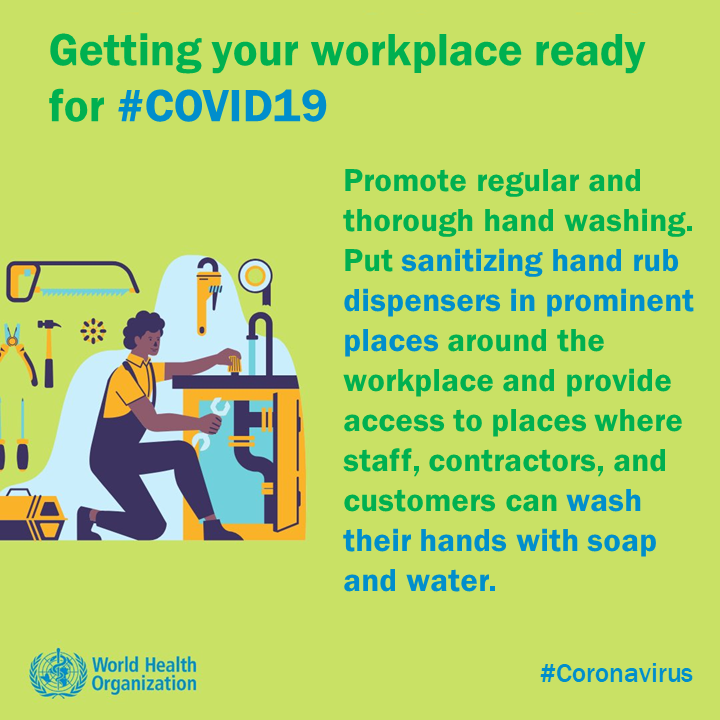 Getting your workplace ready
for #COVID19
Promote regular and
thorough hand washing.
Put sanitizing hand rub
dispensers in prominent
places around the
workplace and provide
access to places where
staff, contractors, and
customers can wash
their hands with soap
and water.
World Health
Organization
#Coronavirus